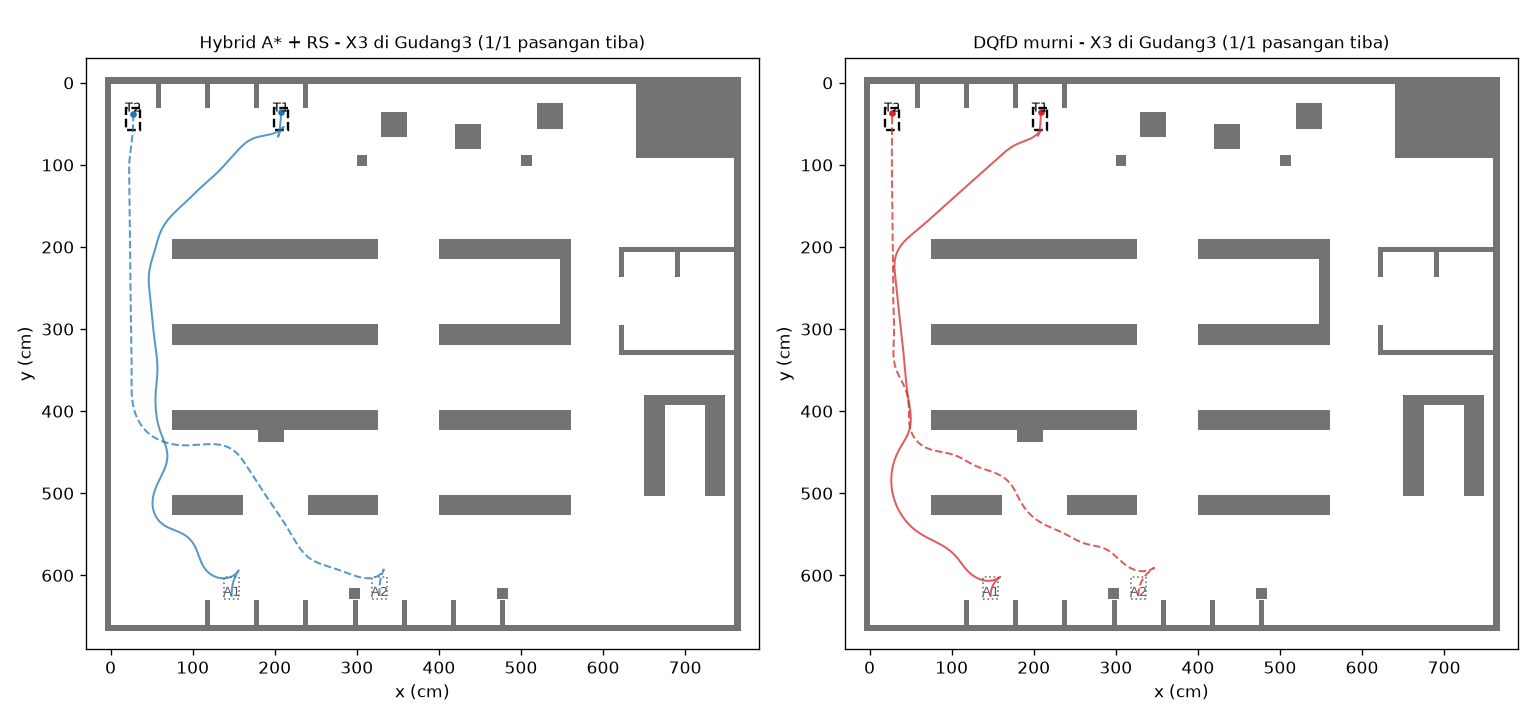 Hybrid A* + RS - X3 di Gudang3 (1/1 pasangan tiba)
0
100
200
300
400
500
600
y (cm)
T2
T1
A1
A2
0 100 200 300 400 500 600 700
x (cm)
DQfD murni - X3 di Gudang3 (1/1 pasangan tiba)
0
100
200
300
400
500
600
y (cm)
T2
T1
A1
A2
0 100 200 300 400 500 600 700
x (cm)